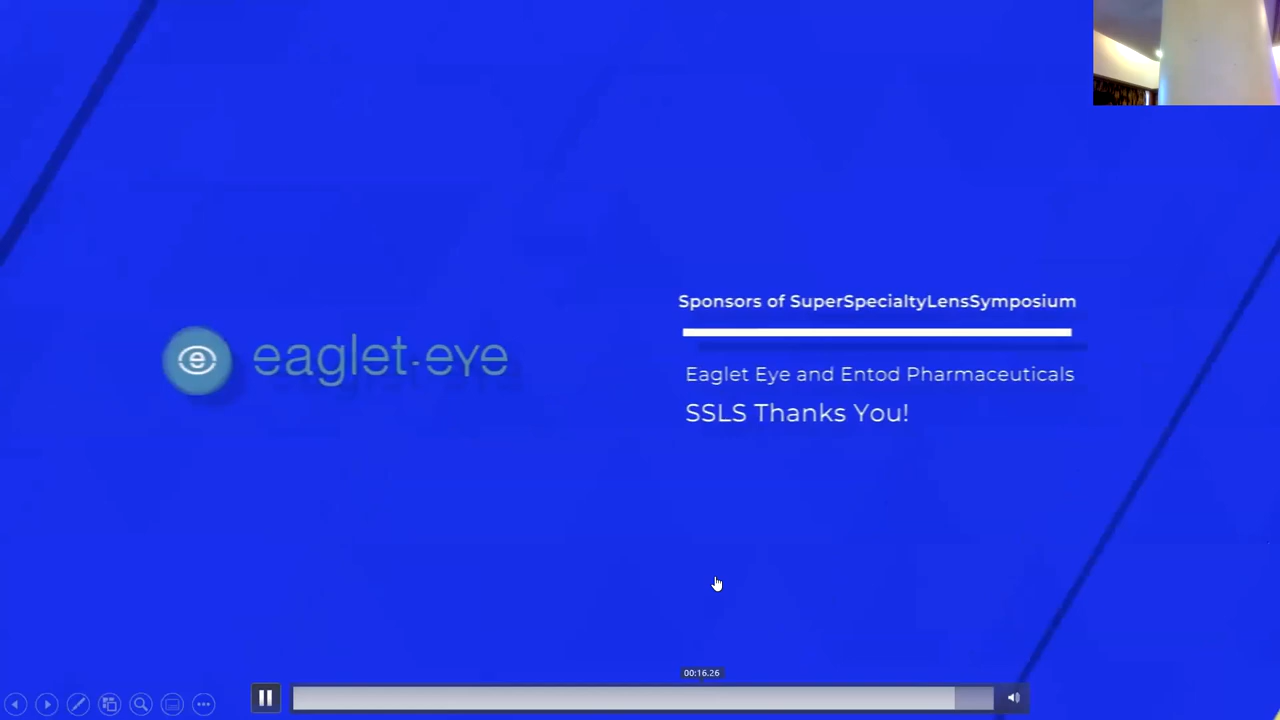 eaglet-eye
Sponsors of SuperSpecialtyLensSymposium
Eaglet Eye and Entod Pharmaceuticals
SSLS Thanks You!
00:16.26